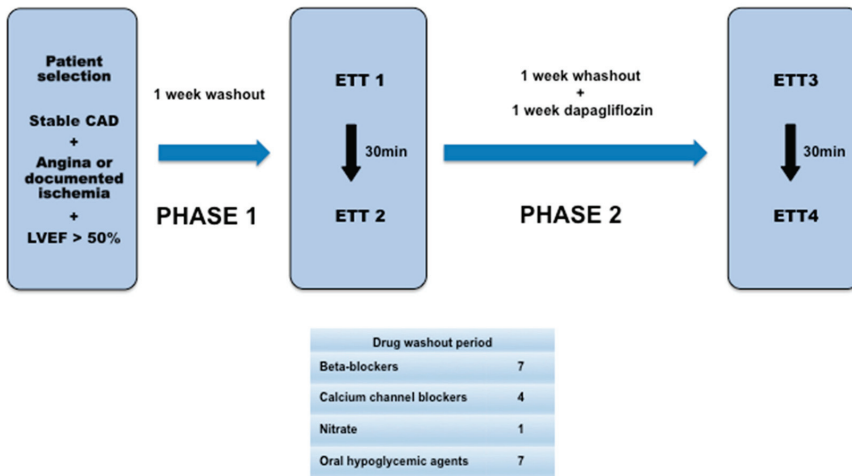 Patient
selection
Stable CAD
+
Angina or
documented
ischemia
+
LVEF > 50%
1 week washout
PHASE 1
ETT 1
30min
ETT 2
1 week whashout
+
1 week dapagliflozin
PHASE 2
ETT3
30min
ETT4
Drug washout period
Beta-blockers 7
Calcium channel blockers 4
Nitrate 1
Oral hypoglycemic agents 7